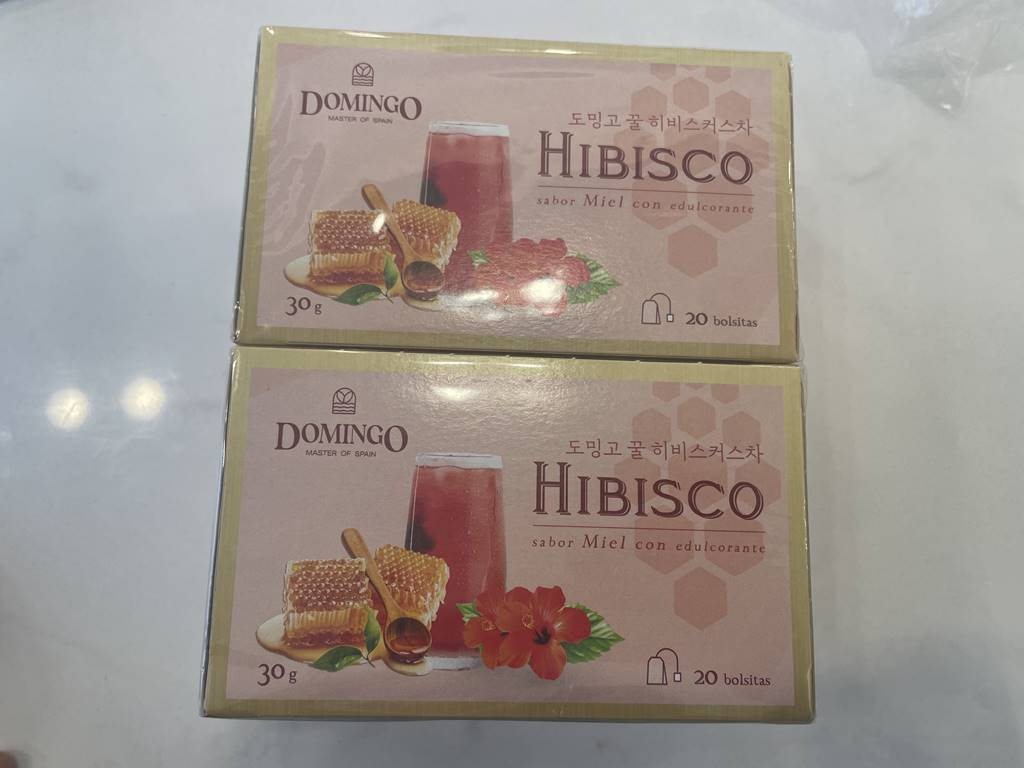 DOMINGO
MASTER OF SPAIN
도밍고 꿀 히비스커스차
HIBISCO
sabor Miel con edulcorante
30 g
20 bolsitas
DOMINGO
MASTER OF SPAIN
도밍고 꿀 히비스커스차
HIBISCO
sabor Miel con edulcorante
30 g
20 bolsitas